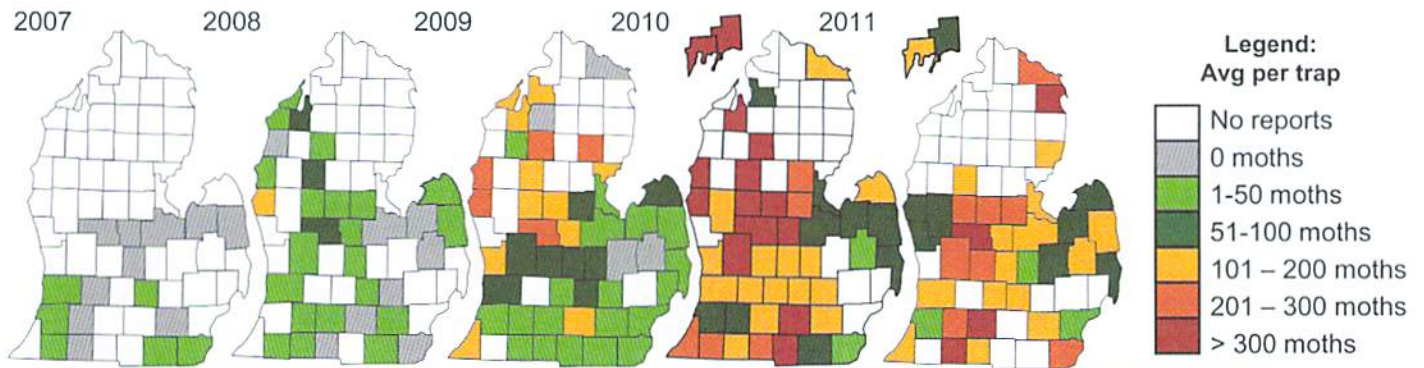 2007
2008
2009
2010
2011
Legend:
Avg per trap
No reports
0 moths
1-50 moths
51-100 moths
101 – 200 moths
201 – 300 moths
> 300 moths